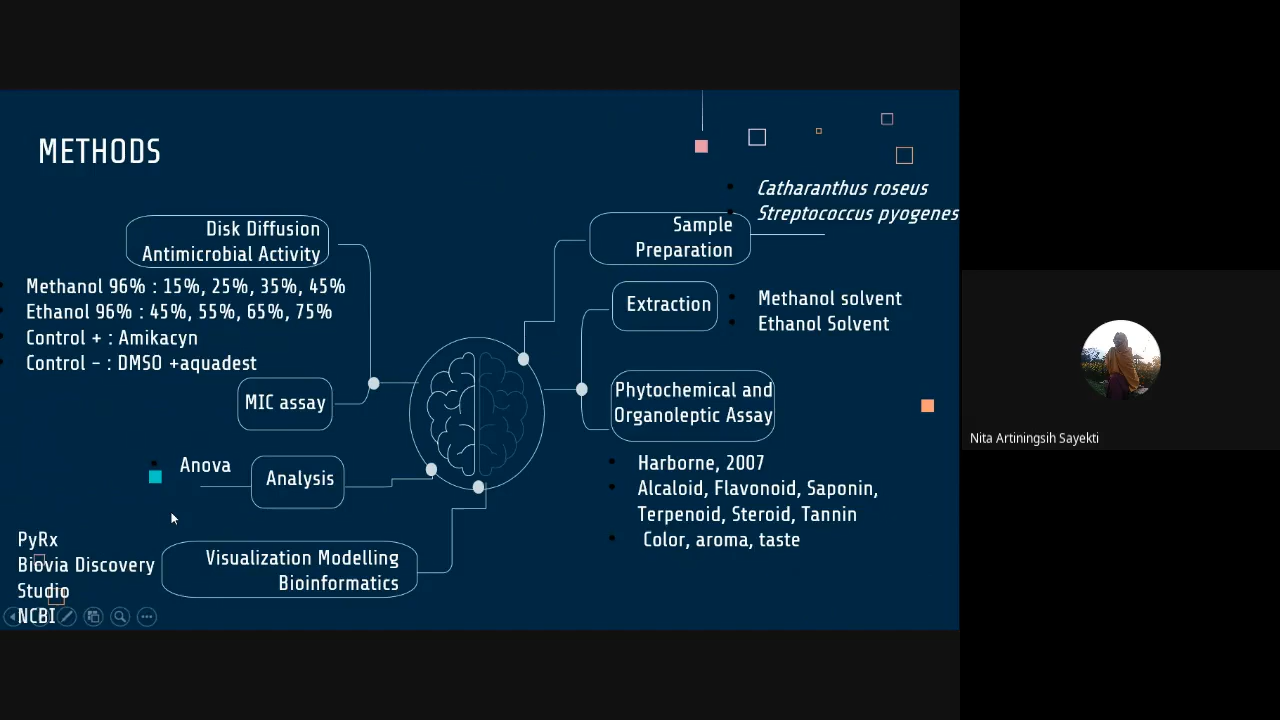 METHODS
Catharanthus roseus
Streptococcus pyogenes
Sample
Preparation
Extraction
Methanol solvent
Ethanol Solvent
Phytochemical and
Organoleptic Assay
Harborne, 2007
Alcaloid, Flavonoid, Saponin,
Terpenoid, Steroid, Tannin
Color, aroma, taste
Disk Diffusion
Antimicrobial Activity
Methanol 96% : 15%, 25%, 35%, 45%
Ethanol 96% : 45%, 55%, 65%, 75%
Control + : Amikacyn
Control - : DMSO +aquadest
MIC assay
Anova
Analysis
Visualization Modelling
Bioinformatics
PyRx
Biovia Discovery
Studio
NCBI
Nita Artiningsih Sayekti